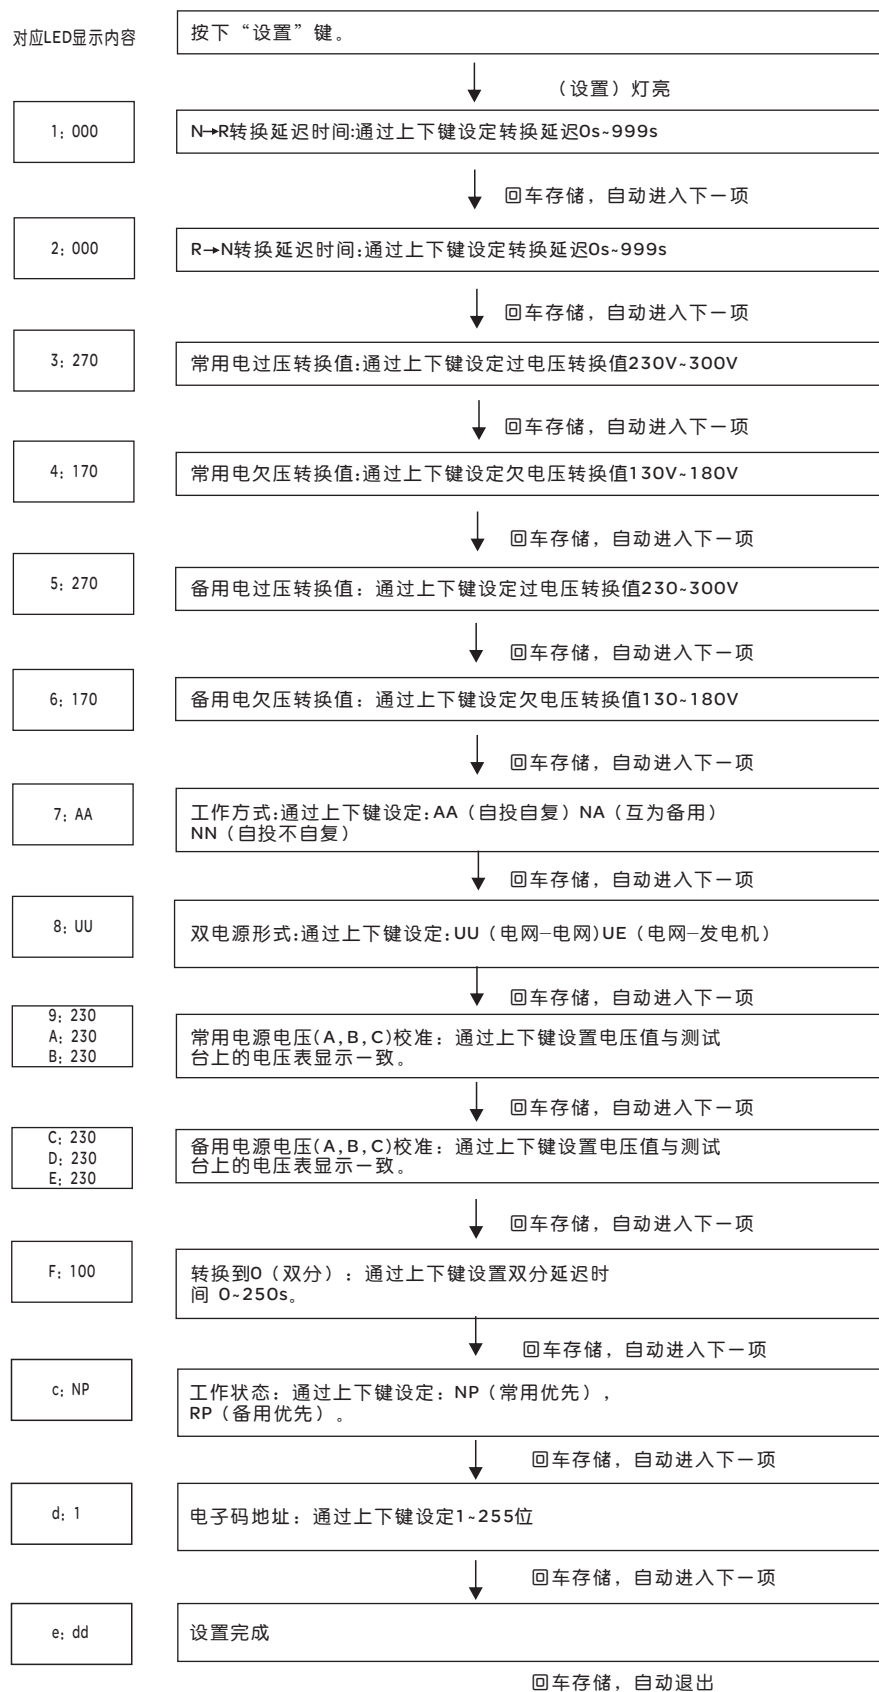 对应LED显示内容
按下“设置”键。
（设置）灯亮
1: 000
N→R转换延迟时间:通过上下键设定转换延迟0s~999s
回车存储，自动进入下一项
2: 000
R→N转换延迟时间:通过上下键设定转换延迟0s~999s
回车存储，自动进入下一项
3: 270
常用电过压转换值:通过上下键设定过电压转换值230V~300V
回车存储，自动进入下一项
4: 170
常用电欠压转换值:通过上下键设定欠电压转换值130V~180V
回车存储，自动进入下一项
5: 270
备用电过压转换值：通过上下键设定过电压转换值230~300V
回车存储，自动进入下一项
6: 170
备用电欠压转换值：通过上下键设定欠电压转换值130~180V
回车存储，自动进入下一项
7: AA
工作方式:通过上下键设定:AA（自投自复）NA（互为备用）
NN（自投不自复）
回车存储，自动进入下一项
8: UU
双电源形式:通过上下键设定:UU（电网—电网)UE（电网—发电机）
回车存储，自动进入下一项
9: 230
A: 230
B: 230
常用电源电压(A,B,C)校准：通过上下键设置电压值与测试
台上的电压表显示一致。
回车存储，自动进入下一项
C: 230
D: 230
E: 230
备用电源电压(A,B,C)校准：通过上下键设置电压值与测试
台上的电压表显示一致。
回车存储，自动进入下一项
F: 100
转换到0（双分）：通过上下键设置双分延迟时
间 0~250s。
回车存储，自动进入下一项
c: NP
工作状态：通过上下键设定：NP（常用优先），
RP（备用优先）。
回车存储，自动进入下一项
d: 1
电子码地址：通过上下键设定1~255位
回车存储，自动进入下一项
e: dd
设置完成
回车存储，自动退出